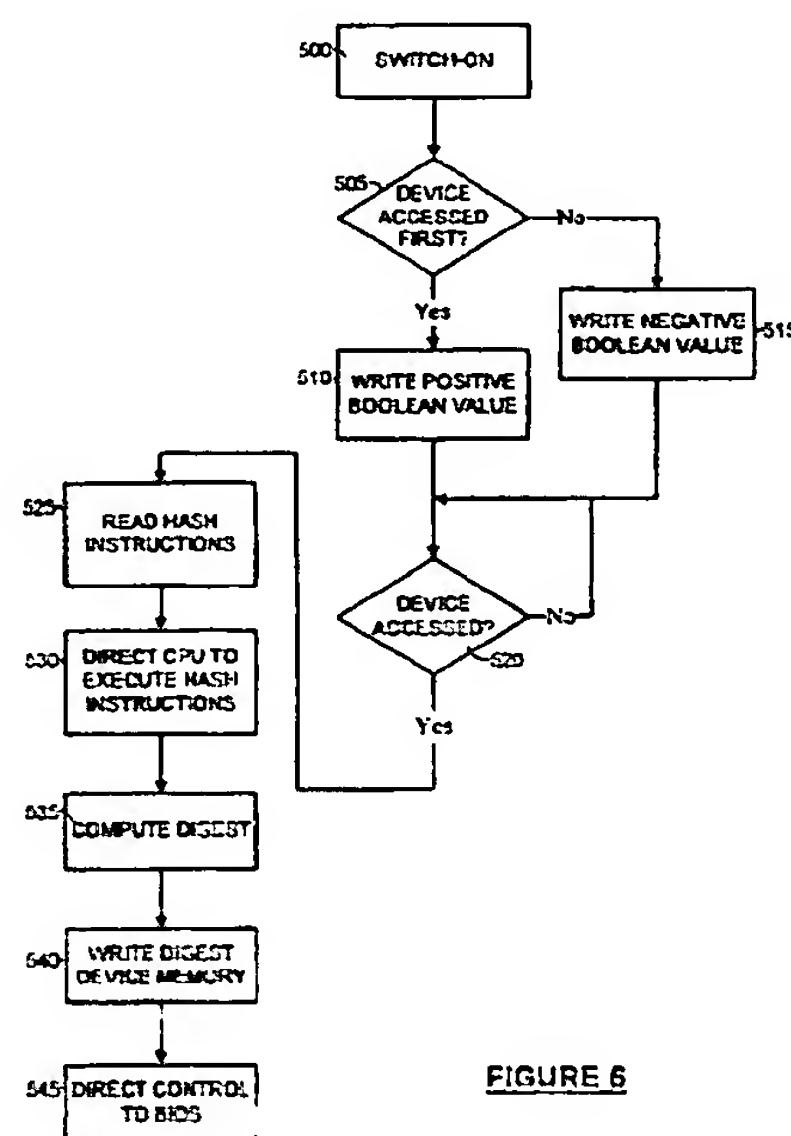 500
SWITCH-ON
505
DEVICE
ACCESSED
FIRST?
No
Yes
WRITE NEGATIVE
BOOLEAN VALUE
515
510
WRITE POSITIVE
BOOLEAN VALUE
525
READ HASH
INSTRUCTIONS
DEVICE
ACCESSED?
No
520
530
DIRECT CPU TO
EXECUTE HASH
INSTRUCTIONS
Yes
535
COMPUTE DIGEST
540
WRITE DIGEST
DEVICE MEMORY
545
DIRECT CONTROL
TO BIOS
FIGURE 6